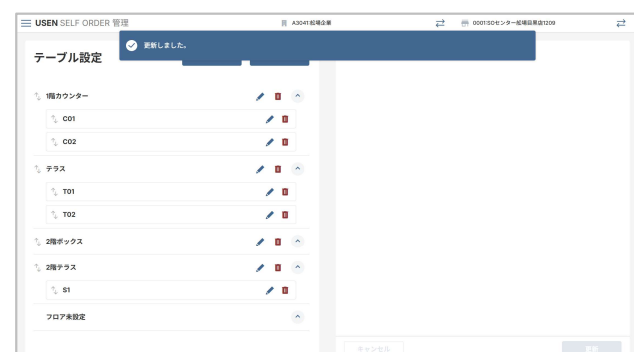 USEN SELF ORDER 管理
A3041:舩場企業
0001:SOセンター舩場目黒店1209
更新しました。
テーブル設定
1階カウンター
C01
C02
テラス
T01
T02
2階ボックス
2階テラス
S1
フロア未設定
キャンセル
更新